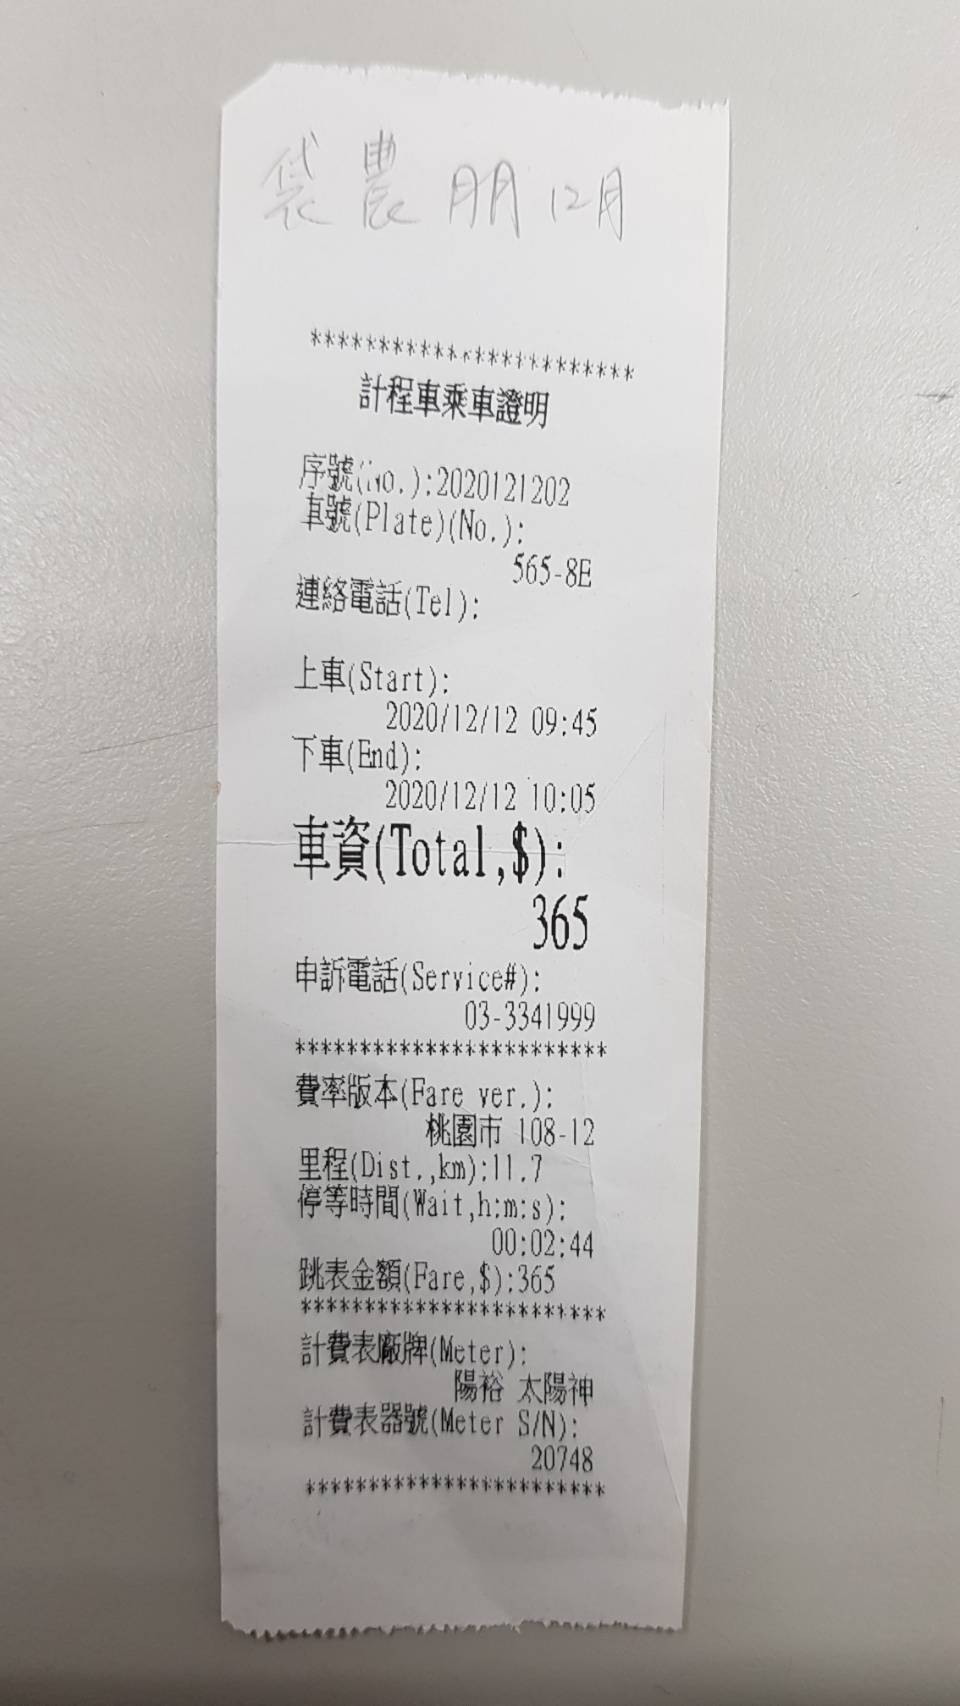 袋農朋12月
************************
計程車乘車證明
序號(No.):2020121202
車號(Plate)(No.):
565-8E
連絡電話(Tel):
上車(Start):
2020/12/12 09:45
下車(End):
2020/12/12 10:05
車資(Total,$):
365
申訴電話(Service#):
03-3341999
************************
費率版本(Fare ver.):
桃園市 108-12
里程(Dist.,km):11.7
停等時間(Wait,h:m:s):
00:02:44
跳表金額(Fare,$):365
************************
計費表廠牌(Meter):
陽裕 太陽神
計費表器號(Meter S/N):
20748
************************